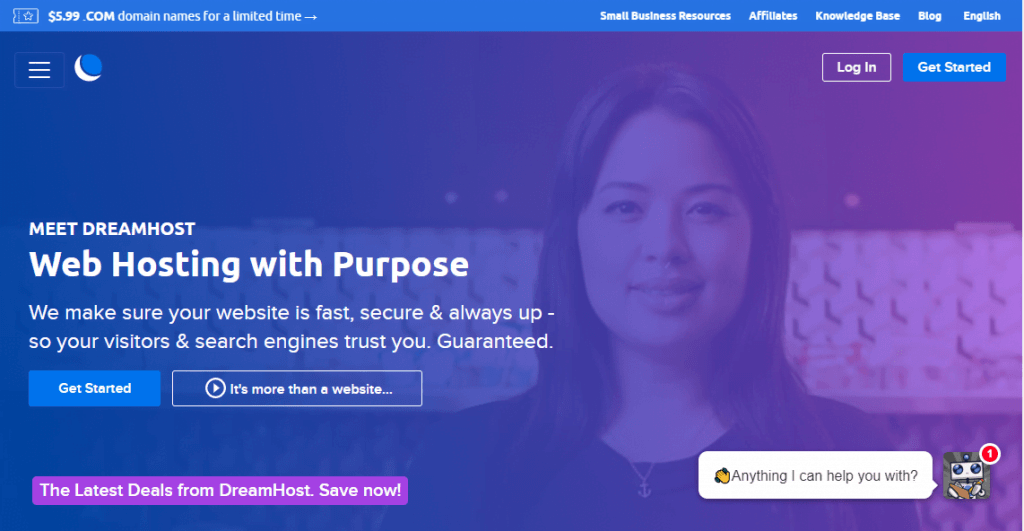 $5.99 .COM domain names for a limited time →
Small Business Resources Affiliates Knowledge Base Blog English
Log In Get Started
MEET DREAMHOST
Web Hosting with Purpose
We make sure your website is fast, secure & always up -
so your visitors & search engines trust you. Guaranteed.
Get Started It's more than a website...
1
👏Anything I can help you with?
The Latest Deals from DreamHost. Save now!